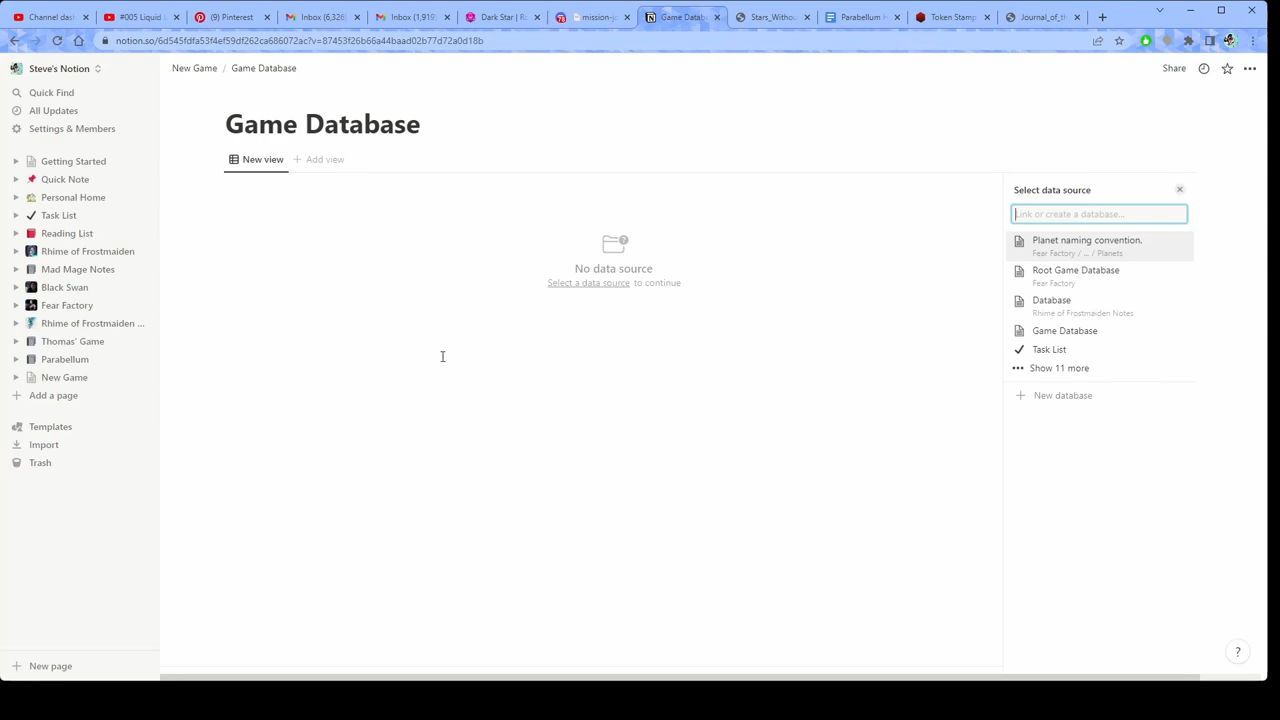 Channel das
#005 Liquid
(9) Pinterest
Inbox (6,326
Inbox (1,919)
Dark Star | Ro
mission-jo
Game Datab
Stars_Withou
Parabellum H
Token Stamp
Journal_of_th
notion.so/6d545fdfa53f4ef59df262ca686072ac?v=87453f26b66a44baad02b77d72a0d18b
Steve's Notion
New Game / Game Database
Share
Quick Find
All Updates
Settings & Members
Getting Started
Quick Note
Personal Home
Task List
Reading List
Rhime of Frostmaiden
Mad Mage Notes
Black Swan
Fear Factory
Rhime of Frostmaiden ...
Thomas' Game
Parabellum
New Game
Add a page
Templates
Import
Trash
New page
Game Database
New view
Add view
No data source
Select a data source to continue
Select data source
Link or create a database...
Planet naming convention.
Fear Factory / ... / Planets
Root Game Database
Fear Factory
Database
Rhime of Frostmaiden Notes
Game Database
Task List
Show 11 more
New database
?